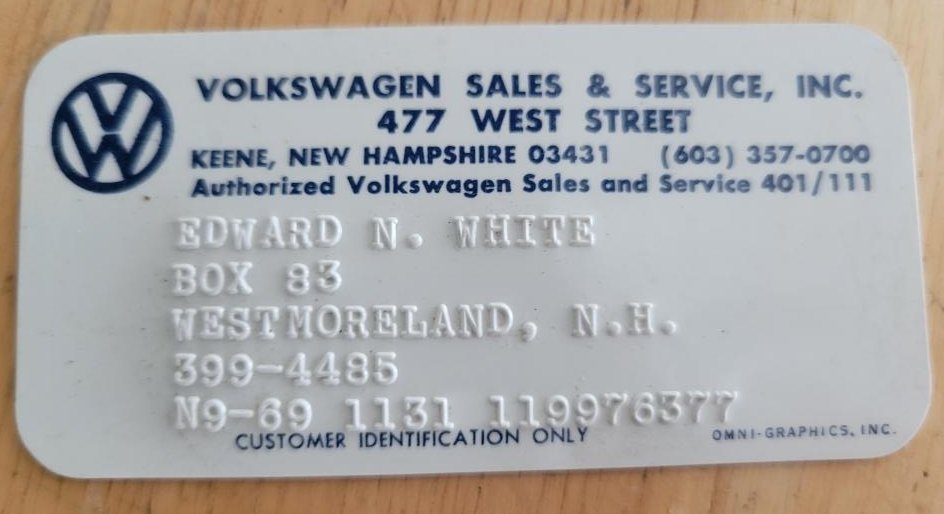 VOLKSWAGEN SALES & SERVICE, INC.
477 WEST STREET
KEENE, NEW HAMPSHIRE 03431 (603) 357-0700
Authorized Volkswagen Sales and Service 401/111
EDWARD N. WHITE
BOX 83
WESTMORELAND, N.H.
399-4485
N9-69 1131 119976377
CUSTOMER IDENTIFICATION ONLY
OMNI-GRAPHICS, INC.